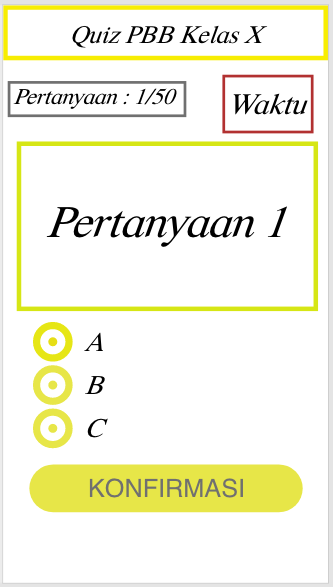 Quiz PBB Kelas X
Pertanyaan : 1/50
Waktu
Pertanyaan 1
A
B
C
KONFIRMASI